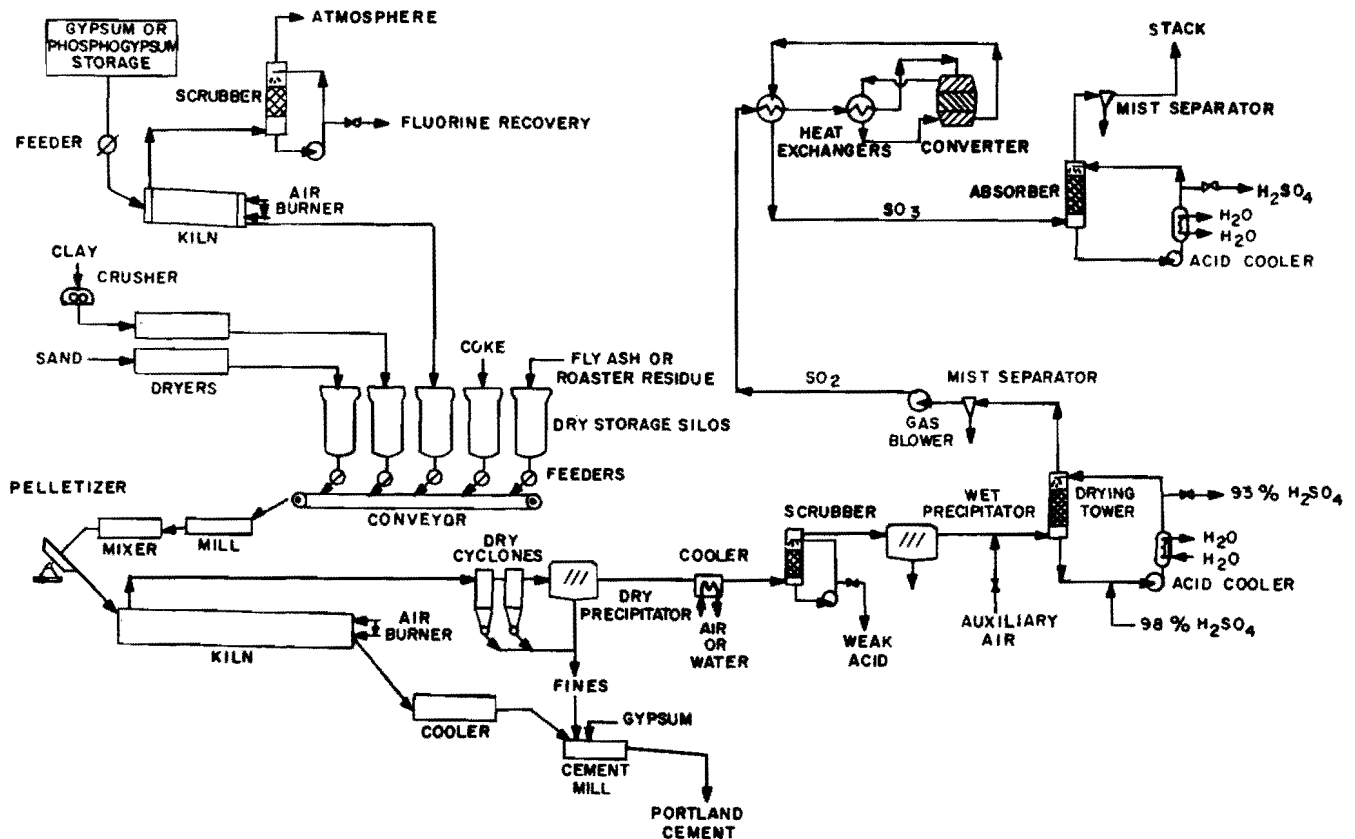 GYPSUM OR
PHOSPHOGYPSUM
STORAGE
ATMOSPHERE
SCRUBBER
FLUORINE RECOVERY
FEEDER
AIR
BURNER
KILN
CLAY
CRUSHER
SAND
DRYERS
COKE
FLY ASH OR
ROASTER RESIDUE
DRY STORAGE SILOS
FEEDERS
CONVEYOR
PELLETIZER
MIXER
MILL
KILN
AIR
BURNER
DRY
CYCLONES
DRY
PRECIPITATOR
COOLER
AIR
OR
WATER
FINES
COOLER
GYPSUM
CEMENT
MILL
PORTLAND
CEMENT
SCRUBBER
WEAK
ACID
WET
PRECIPITATOR
AUXILIARY
AIR
DRYING
TOWER
93% H2SO4
H2O
H2O
ACID COOLER
98% H2SO4
MIST SEPARATOR
GAS
BLOWER
SO2
HEAT
EXCHANGERS
CONVERTER
SO3
STACK
MIST SEPARATOR
ABSORBER
H2SO4
H2O
H2O
ACID COOLER